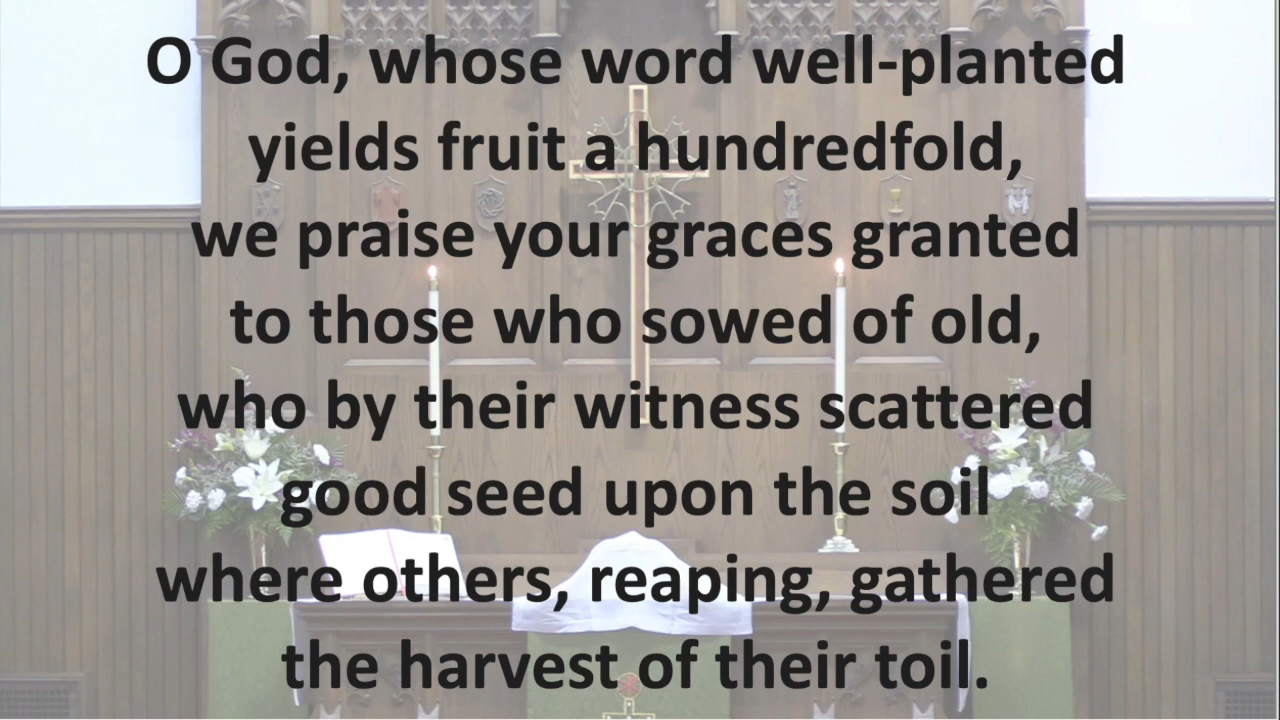 O God, whose word well-planted
yields fruit a hundredfold,
we praise your graces granted
to those who sowed of old,
who by their witness scattered
good seed upon the soil
where others, reaping, gathered
the harvest of their toil.